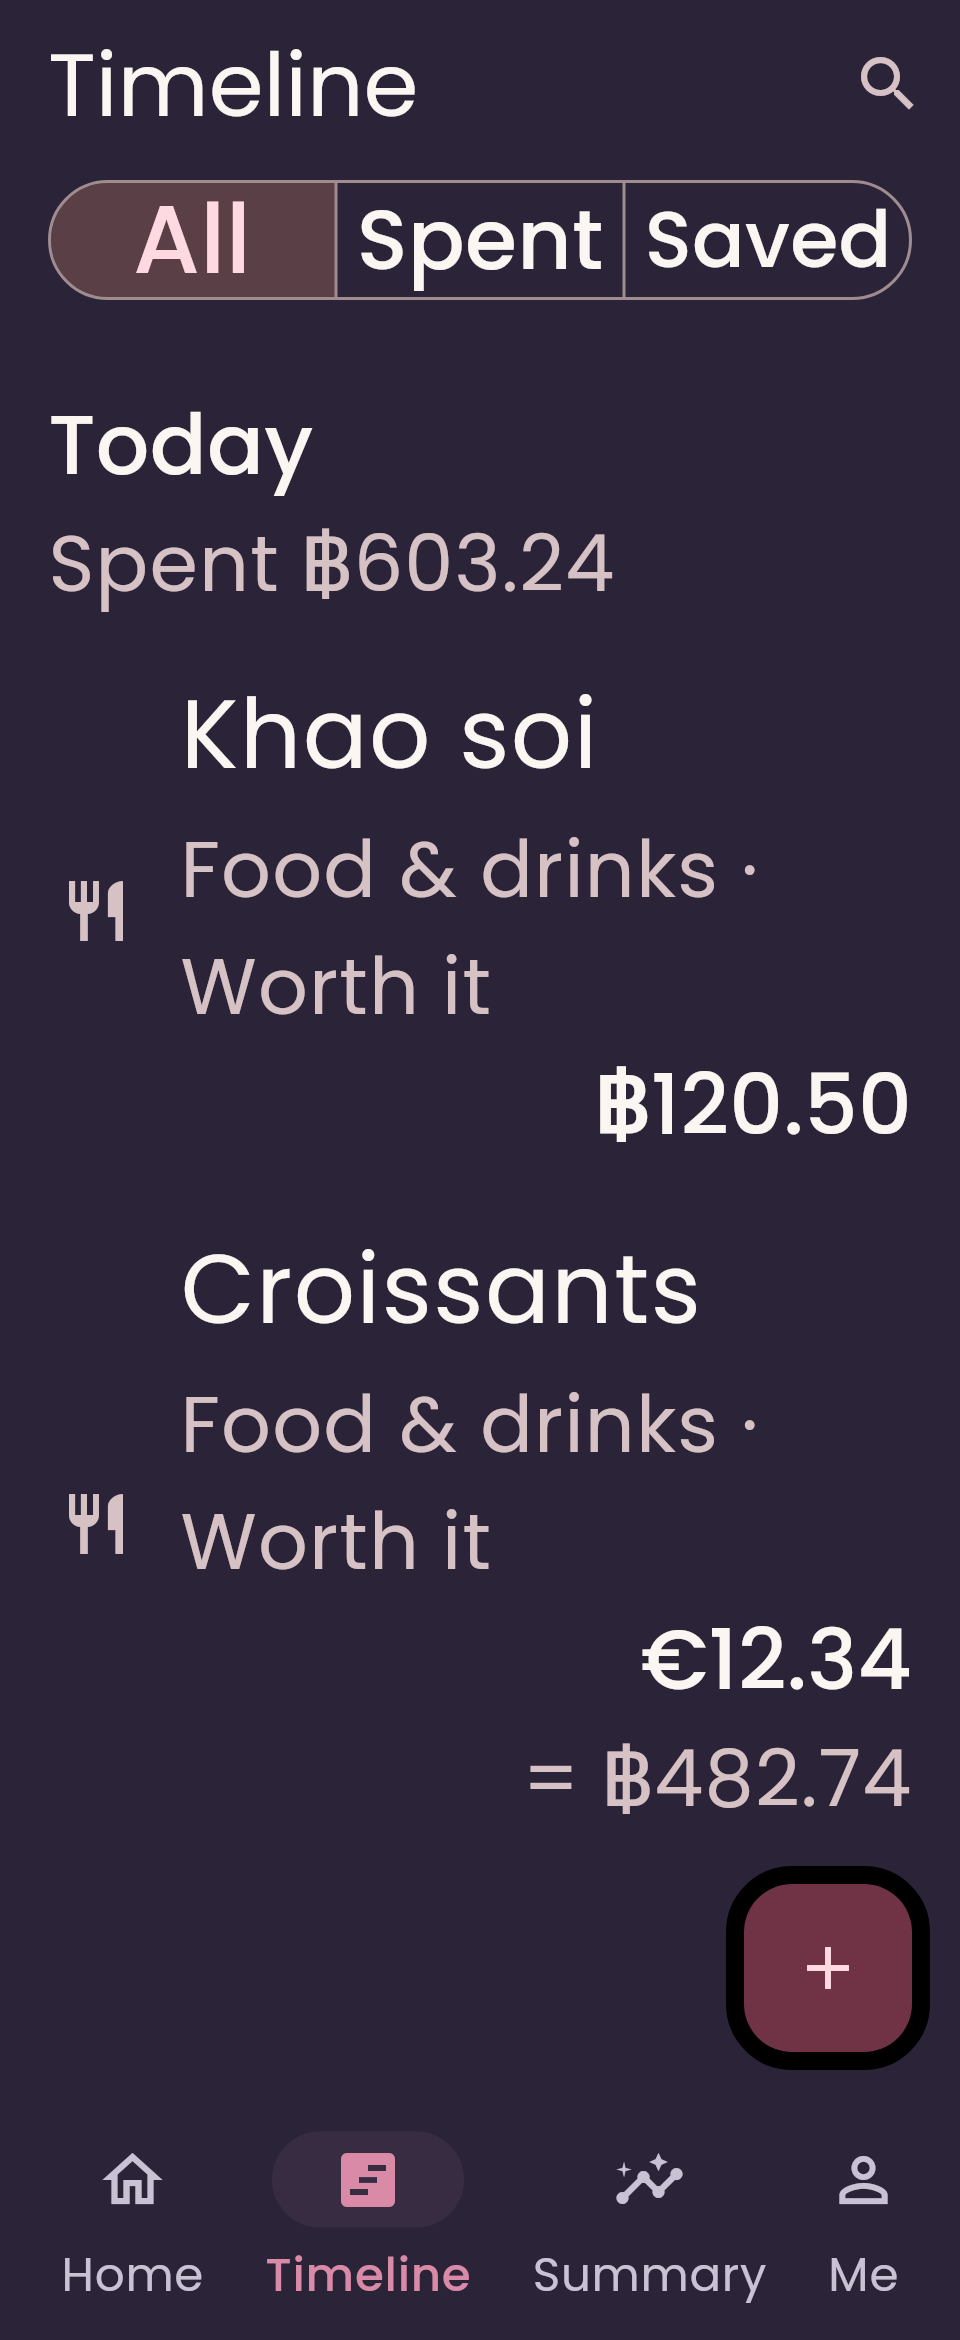 Timeline
All
Spent
Saved
Today
Spent ฿603.24
Khao soi
Food & drinks ·
Worth it
฿120.50
Croissants
Food & drinks ·
Worth it
€12.34
= ฿482.74
+
Home
Timeline
Summary
Me